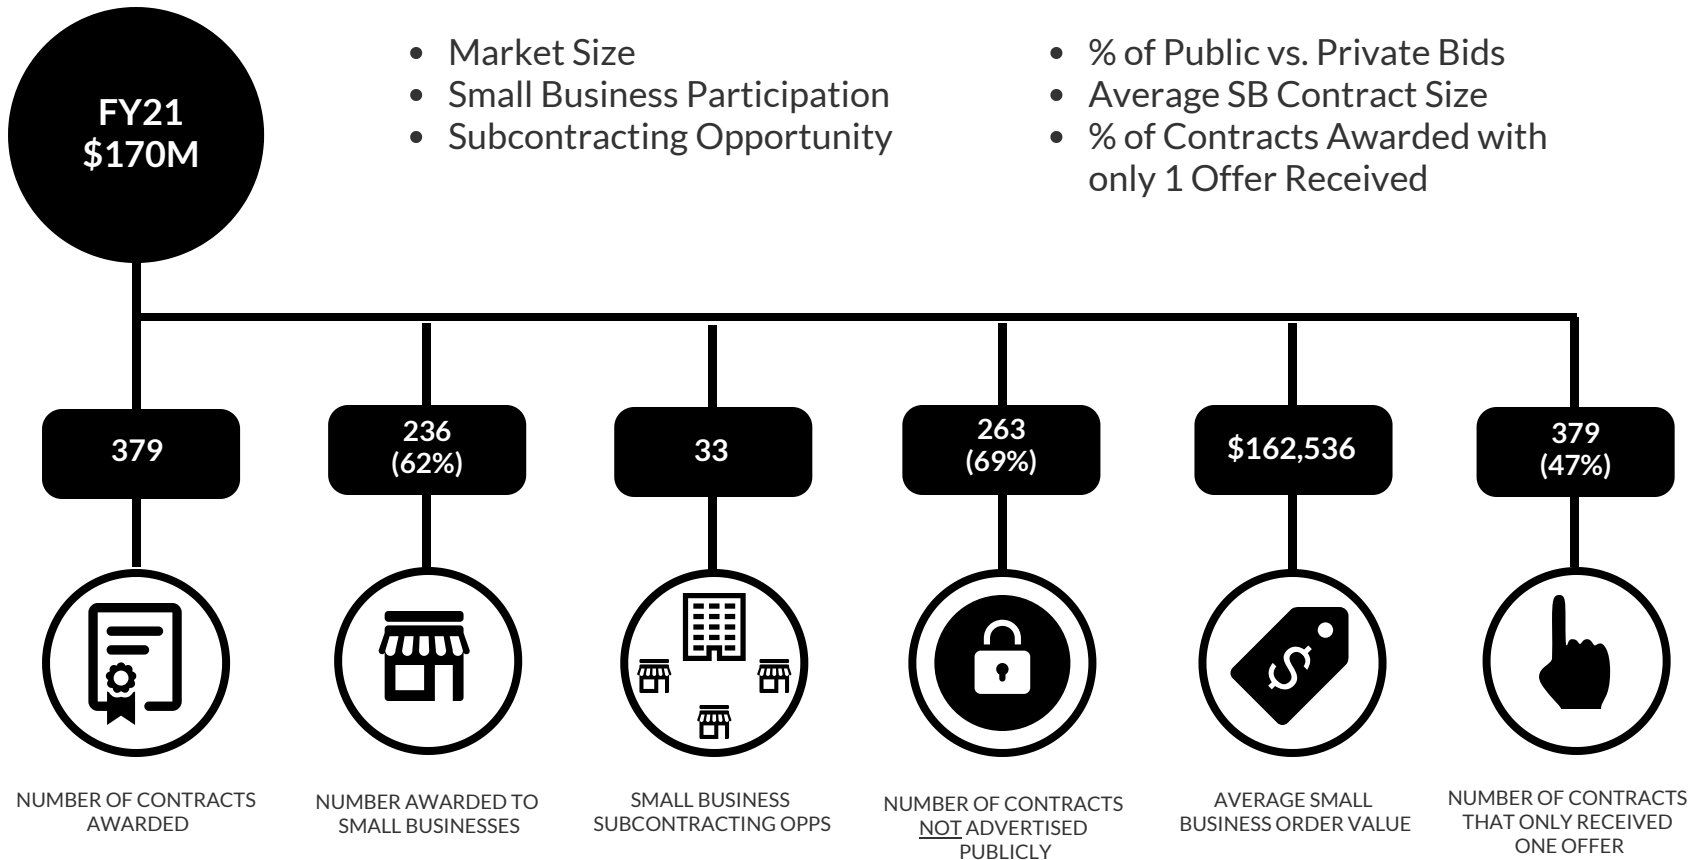 FY21
$170M
• Market Size
• Small Business Participation
• Subcontracting Opportunity
• % of Public vs. Private Bids
• Average SB Contract Size
• % of Contracts Awarded with
only 1 Offer Received
379
236
(62%)
33
263
(69%)
$162,536
379
(47%)
$
NUMBER OF CONTRACTS
AWARDED
NUMBER AWARDED TO
SMALL BUSINESSES
SMALL BUSINESS
SUBCONTRACTING OPPS
NUMBER OF CONTRACTS
NOT ADVERTISED
PUBLICLY
AVERAGE SMALL
BUSINESS ORDER VALUE
NUMBER OF CONTRACTS
THAT ONLY RECEIVED
ONE OFFER